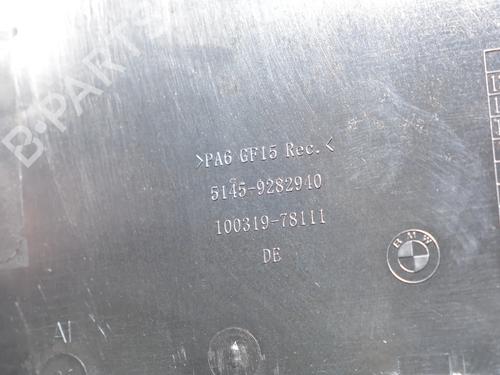 B-PARTS
>PA6 GF15 Rec.<
5145-9282940
100319-78111
DE
BMW